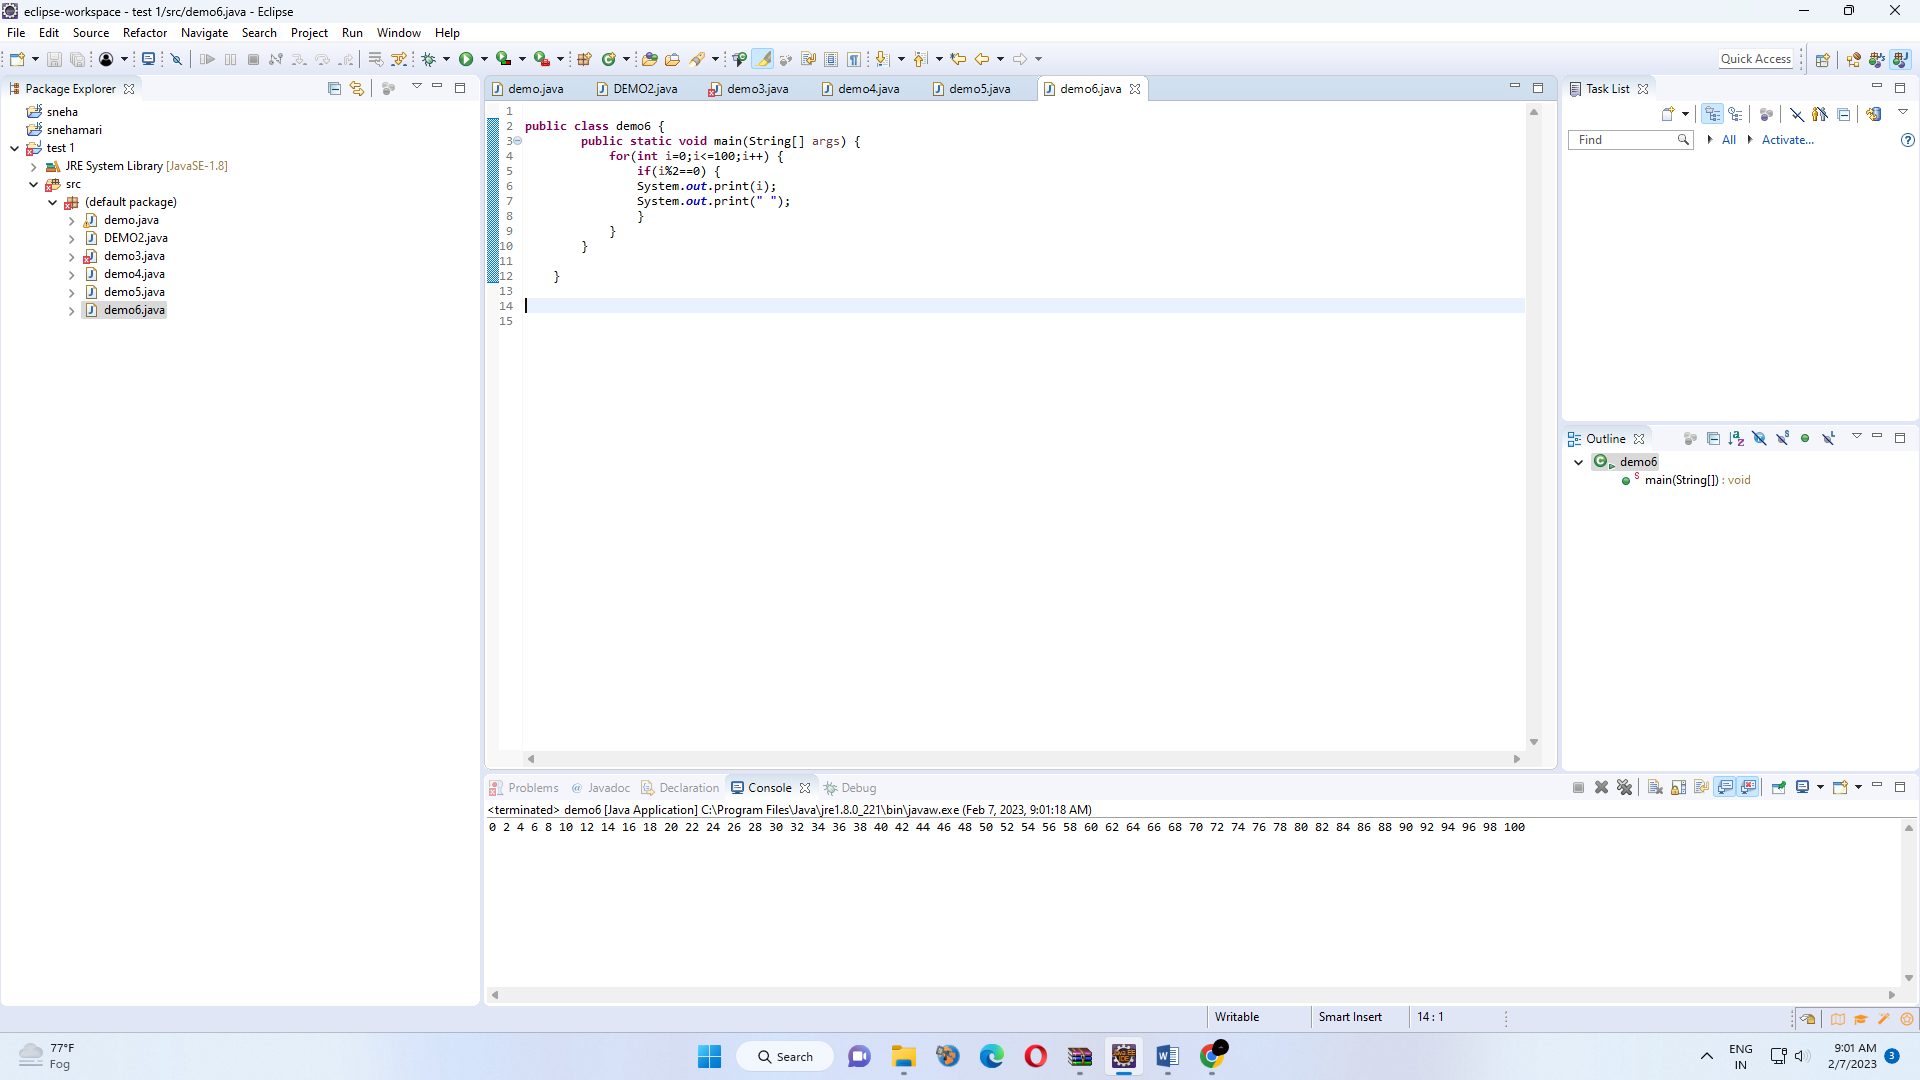 eclipse-workspace - test 1/src/demo6.java - Eclipse
File Edit Source Refactor Navigate Search Project Run Window Help
Quick Access
Package Explorer
sneha
snehamari
test 1
JRE System Library [JavaSE-1.8]
src
(default package)
demo.java
DEMO2.java
demo3.java
demo4.java
demo5.java
demo6.java
demo.java DEMO2.java demo3.java demo4.java demo5.java demo6.java
1
2 public class demo6 {
3 public static void main(String[] args) {
4 for(int i=0;i<=100;i++) {
5 if(i%2==0) {
6 System.out.print(i);
7 System.out.print(" ");
8 }
9 }
10 }
11
12 }
13
14
15
Task List
Find All Activate...
Outline
demo6
main(String[]) : void
Problems Javadoc Declaration Console Debug
<terminated> demo6 [Java Application] C:\Program Files\Java\jre1.8.0_221\bin\javaw.exe (Feb 7, 2023, 9:01:18 AM)
0 2 4 6 8 10 12 14 16 18 20 22 24 26 28 30 32 34 36 38 40 42 44 46 48 50 52 54 56 58 60 62 64 66 68 70 72 74 76 78 80 82 84 86 88 90 92 94 96 98 100
Writable Smart Insert 14 : 1
77°F
Fog
Search
ENG
IN
9:01 AM
2/7/2023
3